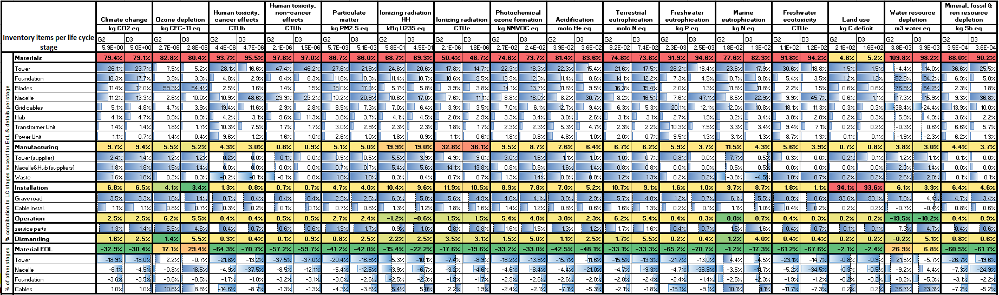 Human toxicity, Mineral, fossil &
Human toxicity, non-cancer Particulate Ionizing radiation Photochemical Terrestrial Freshwater Marine Freshwater Water resource ren resource
Climate change Ozone depletion cancer effects effects matter HH Ionizing radiation ozone formation Acidification eutrophication eutrophication eutrophication ecotoxicity Land use depletion depletion
kg CO2 eq kg CFC-11 eq CTUh CTUh kg PM2.5 eq kBq U235 eq CTUe kg NMVOC eq molc H+ eq molc N eq kg P eq kg N eq CTUe kg C deficit m3 water eq kg Sb eq
Inventory items per life cycle stage
G2 D3 G2 D3 G2 D3 G2 D3 G2 D3 G2 D3 G2 D3 G2 D3 G2 D3 G2 D3 G2 D3 G2 D3 G2 D3 G2 D3 G2 D3 G2 D3
5.9E+00 5.0E+00 2.7E-06 2.8E-06 4.4E-06 4.7E-06 2.1E-06 1.5E-06 5.7E-03 5.1E-03 5.8E-01 4.5E-01 2.1E-06 1.6E-06 3.0E-02 2.4E-02 3.9E-02 3.6E-02 8.2E-02 7.4E-02 2.5E-03 3.0E-03 1.8E-02 1.3E-02 1.1E+02 1.2E+02 2.1E+02 1.6E+02 3.8E-03 3.9E-03 3.5E-04 3.6E-04
% contribution to LC stages except for EoL & details per stage
Materials 79.4% 79.1% 82.8% 80.4% 93.7% 95.5% 97.8% 97.0% 86.7% 86.0% 68.7% 69.3% 50.4% 48.7% 74.6% 73.7% 81.4% 83.6% 74.8% 73.8% 91.9% 94.6% 77.6% 82.3% 91.8% 94.2% 4.8% 5.2% 109.8% 98.2% 88.0% 90.2%
Tower 26.1% 23.7% 7.5% 5.2% 28.1% 16.6% 47.4% 46.2% 27.6% 21.9% 24.6% 20.6% 17.8% 14.7% 22.3% 18.3% 22.3% 15.4% 21.6% 17.5% 28.2% 16.4% 23.6% 17.9% 30.6% 18.8% 1.5% 1.5% -4.4% 14.0% 36.6% 25.5%
Foundation 18.3% 17.7% 3.9% 3.3% 4.8% 2.9% 8.4% 8.3% 11.8% 10.3% 11.4% 10.7% 10.6% 9.5% 13.9% 12.3% 11.4% 8.6% 14.1% 12.2% 7.3% 4.5% 10.7% 9.8% 5.4% 3.5% 1.2% 1.2% 52.9% 34.2% 6.9% 5.0%
Blades 11.4% 12.0% 59.3% 54.4% 2.5% 1.6% 1.4% 1.5% 18.0% 17.0% 5.7% 5.8% 3.9% 3.8% 14.1% 13.7% 11.6% 9.5% 16.3% 15.4% 2.0% 1.3% 11.8% 11.8% 2.2% 1.5% 0.6% 0.6% 76.9% 54.2% 2.3% 1.8%
Nacelle 11.2% 13.3% 2.6% 10.0% 10.9% 48.6% 23.9% 23.2% 10.2% 20.9% 10.6% 17.0% 7.6% 11.1% 8.8% 16.0% 8.2% 30.7% 8.2% 16.5% 7.6% 47.1% 8.5% 22.9% 9.9% 45.7% 0.6% 1.1% 17.3% 15.9% 9.3% 36.8%
Grid cables 5.1% 4.8% 4.7% 3.9% 19.4% 11.6% 2.9% 2.8% 8.5% 7.3% 7.0% 6.4% 3.9% 3.5% 7.0% 6.1% 12.7% 9.4% 6.3% 5.3% 20.1% 12.1% 12.0% 10.8% 18.1% 11.3% 0.3% 0.3% -38.4% -24.4% 13.9% 10.0%
Hub 4.1% 4.7% 0.9% 0.9% 4.2% 3.1% 9.6% 11.3% 3.8% 3.7% 4.1% 4.5% 2.8% 2.9% 3.8% 3.7% 3.0% 2.6% 3.4% 3.1% 2.9% 1.9% 3.2% 3.4% 3.8% 2.8% 0.2% 0.3% 5.9% 4.9% 3.6% 2.2%
Transformer Unit 1.4% 1.4% 1.8% 1.7% 10.3% 7.5% 1.7% 1.7% 3.0% 2.9% 2.3% 2.3% 1.4% 1.4% 2.3% 2.3% 5.3% 4.7% 2.2% 2.3% 10.3% 7.5% 3.3% 3.4% 9.4% 7.1% 0.2% 0.2% -0.3% 0.6% 6.6% 5.7%
Power Unit 1.1% 0.7% 1.4% 0.4% 9.6% 1.2% 1.6% 1.0% 2.6% 1.0% 2.2% 0.8% 1.1% 0.6% 1.7% 0.8% 4.8% 1.0% 2.0% 0.7% 9.5% 1.3% 3.5% 1.0% 8.7% 1.2% 0.1% 0.1% -1.9% -2.3% 6.2% 1.3%
Manufacturing 9.7% 9.4% 5.5% 5.2% 4.3% 3.0% 0.8% 0.9% 5.1% 5.0% 19.9% 19.0% 32.8% 36.1% 9.5% 8.7% 7.6% 6.4% 6.7% 6.2% 5.9% 3.7% 11.5% 4.3% 5.6% 3.9% 0.7% 0.8% 3.8% 3.0% 4.4% 3.7%
Tower (supplier) 2.4% 1.4% 1.2% 1.2% 0.2% 0.0% 0.1% 0.0% 0.5% 0.5% 5.5% 3.9% 4.9% 9.0% 3.0% 1.6% 1.1% 1.0% 1.0% 0.7% 0.8% 0.0% 7.7% 0.5% 0.3% 0.0% 0.2% 0.1% 1.2% 1.1% 0.0% 0.0%
Nacelle&Hub (suppliers) 1.8% 1.8% 1.5% 1.4% 0.0% 0.0% 0.0% 0.0% 0.7% 0.7% 5.4% 5.6% 14.1% 13.8% 0.8% 0.8% 1.6% 1.4% 0.8% 0.8% 0.0% 0.0% 0.4% 0.5% 0.0% 0.0% 0.1% 0.1% 2.0% 1.4% 0.0% 0.0%
Waste 1.6% 1.8% 0.2% 0.3% -0.2% -0.1% -0.1% 0.0% 1.0% 1.0% 0.3% 0.4% 0.7% 0.7% 1.3% 1.4% 0.8% 0.8% 1.2% 1.3% 0.2% 0.2% -3.8% -4.5% 1.0% 0.7% 0.2% 0.2% 2.6% 2.0% 0.1% 0.1%
Installation 6.8% 6.5% 4.1% 3.4% 1.3% 0.8% 0.7% 0.7% 4.7% 4.0% 10.4% 9.6% 11.9% 10.5% 8.9% 7.8% 7.0% 5.2% 10.7% 9.1% 1.6% 1.0% 9.7% 8.7% 1.8% 1.1% 94.1% 93.6% 6.1% 3.9% 6.4% 4.6%
Grave road 3.5% 3.3% 1.6% 1.4% 0.7% 0.4% 0.4% 0.4% 2.9% 2.5% 6.3% 5.8% 5.6% 4.9% 4.6% 4.1% 3.9% 2.9% 5.7% 4.8% 1.2% 0.7% 6.1% 5.5% 0.9% 0.6% 93.6% 93.1% 7.0% 4.4% 4.7% 3.4%
Cable instal. 1.1% 1.1% 0.8% 0.7% 0.3% 0.2% 0.1% 0.1% 0.7% 0.6% 1.3% 1.2% 1.8% 1.6% 1.2% 1.1% 0.8% 0.6% 1.3% 1.2% 0.2% 0.1% 1.1% 1.0% 0.4% 0.2% 0.2% 0.2% -0.7% -0.4% 0.8% 0.6%
Operation 2.5% 2.5% 6.2% 5.5% 0.4% 0.4% 0.5% 0.5% 2.7% 2.4% -1.2% -0.6% 1.5% 1.5% 5.4% 4.8% 3.0% 2.3% 6.2% 5.4% 0.4% 0.3% 0.0% 0.7% 0.4% 0.3% 0.2% 0.2% -19.5% -10.2% 0.4% 0.9%
service parts 1.3% 1.4% 5.5% 4.6% 0.4% 0.7% 0.6% 0.6% 1.9% 1.7% 0.9% 1.0% 0.8% 0.8% 1.6% 1.5% 1.3% 1.2% 1.7% 1.6% 0.4% 0.7% 1.5% 1.6% 0.4% 0.7% 0.2% 0.2% 7.3% 4.7% 0.4% 0.6%
Dismantling 1.6% 2.5% 1.4% 5.5% 0.3% 0.4% 0.1% 0.9% 0.8% 2.5% 2.2% 2.5% 3.5% 3.1% 1.5% 5.0% 1.1% 2.5% 1.7% 5.5% 0.2% 0.4% 1.2% 4.0% 0.4% 0.4% 0.2% 0.2% -0.2% 5.1% 0.8% 0.6%
% of other stages
Material EOL -32.9% -30.4% 17.1% 29.4% -64.3% -70.7% -57.2% -59.7% -41.2% -42.0% -15.4% -22.2% -17.6% -19.6% -33.2% -33.0% -42.5% -48.1% -33.1% -33.3% -65.2% -70.7% -1.2% -17.3% -61.2% -67.6% -2.1% -2.4% 26.9% 6.8% -60.5% -61.7%
Tower -18.9% -18.0% 2.2% -0.7% -21.8% -13.2% -37.5% -37.0% -20.4% -16.9% -5.3% -10.1% -7.4% -8.9% -16.2% -13.9% -15.7% -11.6% -15.5% -13.3% -21.7% -13.0% 4.4% -4.5% -23.1% -14.7% -0.8% -0.9% 21.5% -5.7% -26.7% -19.6%
Nacelle -6.1% -4.5% -0.8% 18.5% -4.9% -37.5% -8.5% -12.1% -5.4% -12.5% -3.9% -6.7% -3.2% -4.0% -4.6% -8.4% -4.0% -21.0% -4.7% -9.3% -4.7% -36.9% -3.5% -11.7% -5.2% -34.5% -0.2% -0.5% -9.2% 4.4% -7.3% -24.9%
Foundation -3.6% -3.5% -0.6% -0.5% -1.7% -1.0% -3.2% -3.1% -3.0% -2.6% -2.5% -2.3% -1.9% -1.7% -2.9% -2.6% -2.6% -2.0% -2.8% -2.4% -2.4% -1.4% -2.5% -2.3% -1.9% -1.2% -0.2% -0.2% -8.2% -5.3% -3.1% -2.2%
Cables 1.0% 1.0% 10.6% 8.8% -14.6% -8.7% -1.3% -1.3% -4.3% -3.6% 5.4% 5.0% 2.2% 1.9% -2.4% -2.1% -7.1% -5.3% -2.1% -1.8% -15.1% -9.1% 10.1% 9.1% -11.7% -7.3% 0.2% 0.2% 36.7% 23.3% -7.2% -5.2%